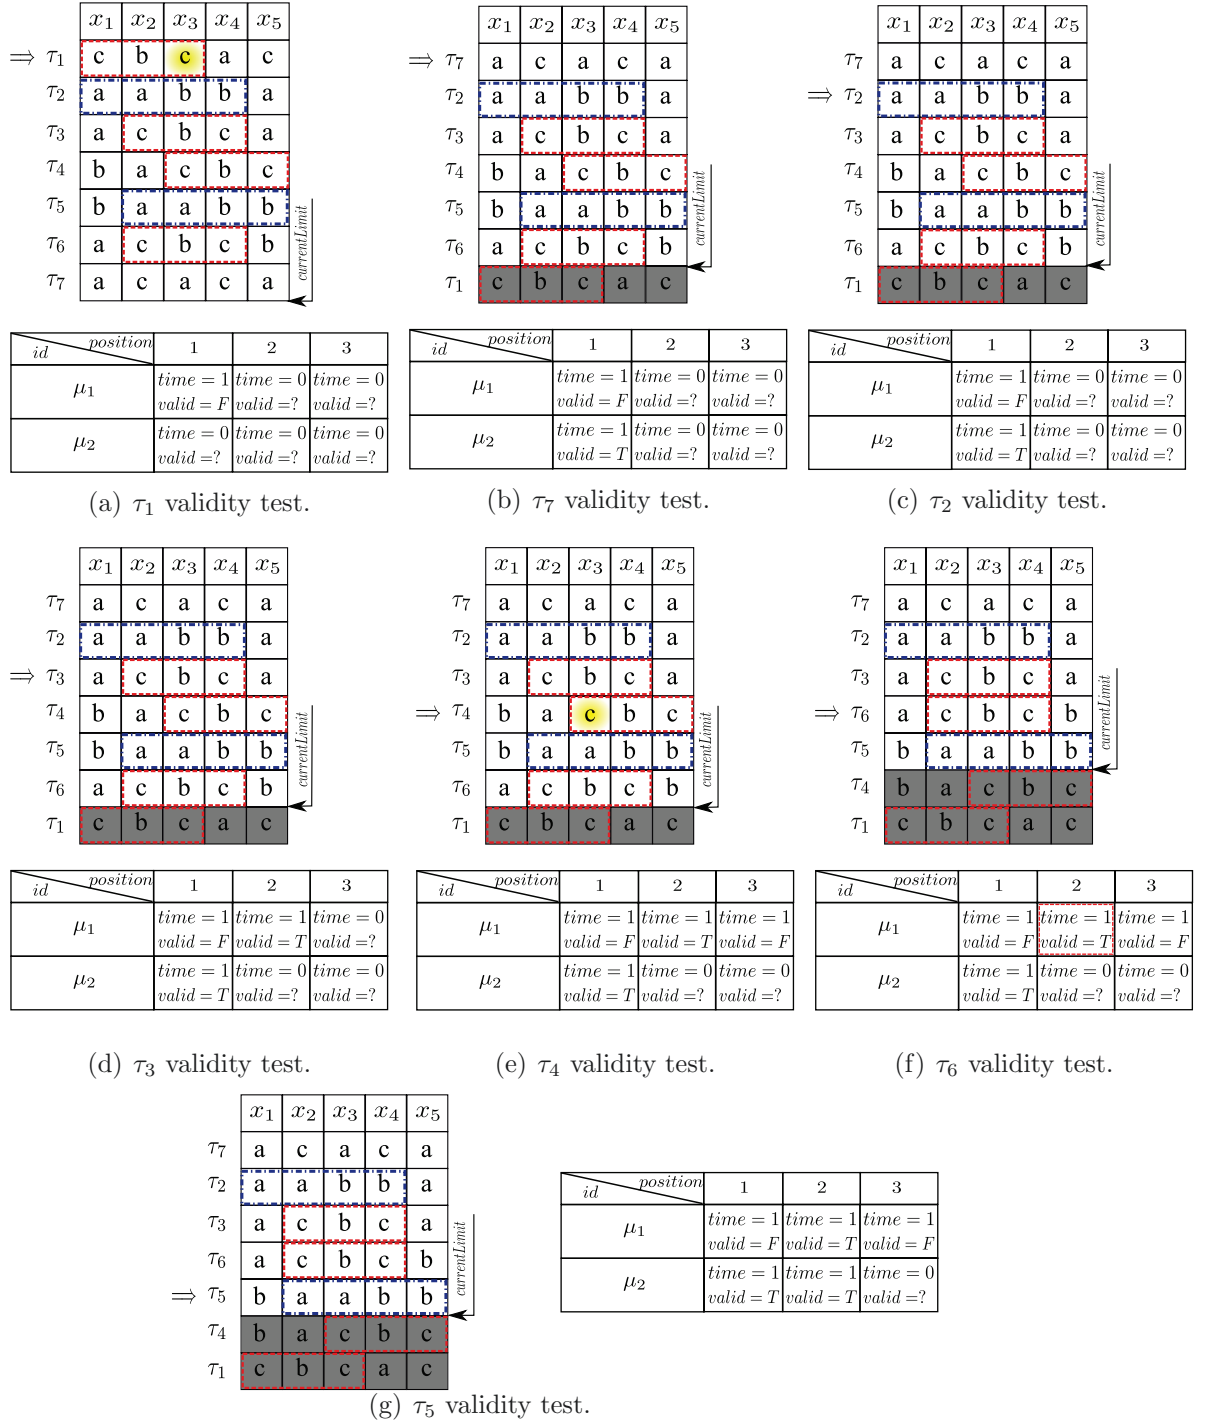 x1 x2 x3 x4 x5
⇒ τ1 c b c a c
τ2 a a b b a
τ3 a c b c a
τ4 b a c b c
τ5 b a a b b
τ6 a c b c b
τ7 a c a c a
currentLimit
id position 1 2 3
μ1 time = 1 time = 0 time = 0
valid = F valid =? valid =?
μ2 time = 0 time = 0 time = 0
valid =? valid =? valid =?
(a) τ1 validity test.
x1 x2 x3 x4 x5
⇒ τ7 a c a c a
τ2 a a b b a
τ3 a c b c a
τ4 b a c b c
τ5 b a a b b
τ6 a c b c b
τ1 c b c a c
currentLimit
id position 1 2 3
μ1 time = 1 time = 0 time = 0
valid = F valid =? valid =?
μ2 time = 1 time = 0 time = 0
valid = T valid =? valid =?
(b) τ7 validity test.
x1 x2 x3 x4 x5
τ7 a c a c a
⇒ τ2 a a b b a
τ3 a c b c a
τ4 b a c b c
τ5 b a a b b
τ6 a c b c b
τ1 c b c a c
currentLimit
id position 1 2 3
μ1 time = 1 time = 0 time = 0
valid = F valid =? valid =?
μ2 time = 1 time = 0 time = 0
valid = T valid =? valid =?
(c) τ2 validity test.
x1 x2 x3 x4 x5
τ7 a c a c a
τ2 a a b b a
⇒ τ3 a c b c a
τ4 b a c b c
τ5 b a a b b
τ6 a c b c b
τ1 c b c a c
currentLimit
id position 1 2 3
μ1 time = 1 time = 1 time = 0
valid = F valid = T valid =?
μ2 time = 1 time = 0 time = 0
valid = T valid =? valid =?
(d) τ3 validity test.
x1 x2 x3 x4 x5
τ7 a c a c a
τ2 a a b b a
τ3 a c b c a
⇒ τ4 b a c b c
τ5 b a a b b
τ6 a c b c b
τ1 c b c a c
currentLimit
id position 1 2 3
μ1 time = 1 time = 1 time = 1
valid = F valid = T valid = F
μ2 time = 1 time = 0 time = 0
valid = T valid =? valid =?
(e) τ4 validity test.
x1 x2 x3 x4 x5
τ7 a c a c a
τ2 a a b b a
τ3 a c b c a
⇒ τ6 a c b c b
τ5 b a a b b
τ4 b a c b c
τ1 c b c a c
currentLimit
id position 1 2 3
μ1 time = 1 time = 1 time = 1
valid = F valid = T valid = F
μ2 time = 1 time = 0 time = 0
valid = T valid =? valid =?
(f) τ6 validity test.
x1 x2 x3 x4 x5
τ7 a c a c a
τ2 a a b b a
τ3 a c b c a
τ6 a c b c b
⇒ τ5 b a a b b
τ4 b a c b c
τ1 c b c a c
currentLimit
id position 1 2 3
μ1 time = 1 time = 1 time = 1
valid = F valid = T valid = F
μ2 time = 1 time = 1 time = 0
valid = T valid = T valid =?
(g) τ5 validity test.